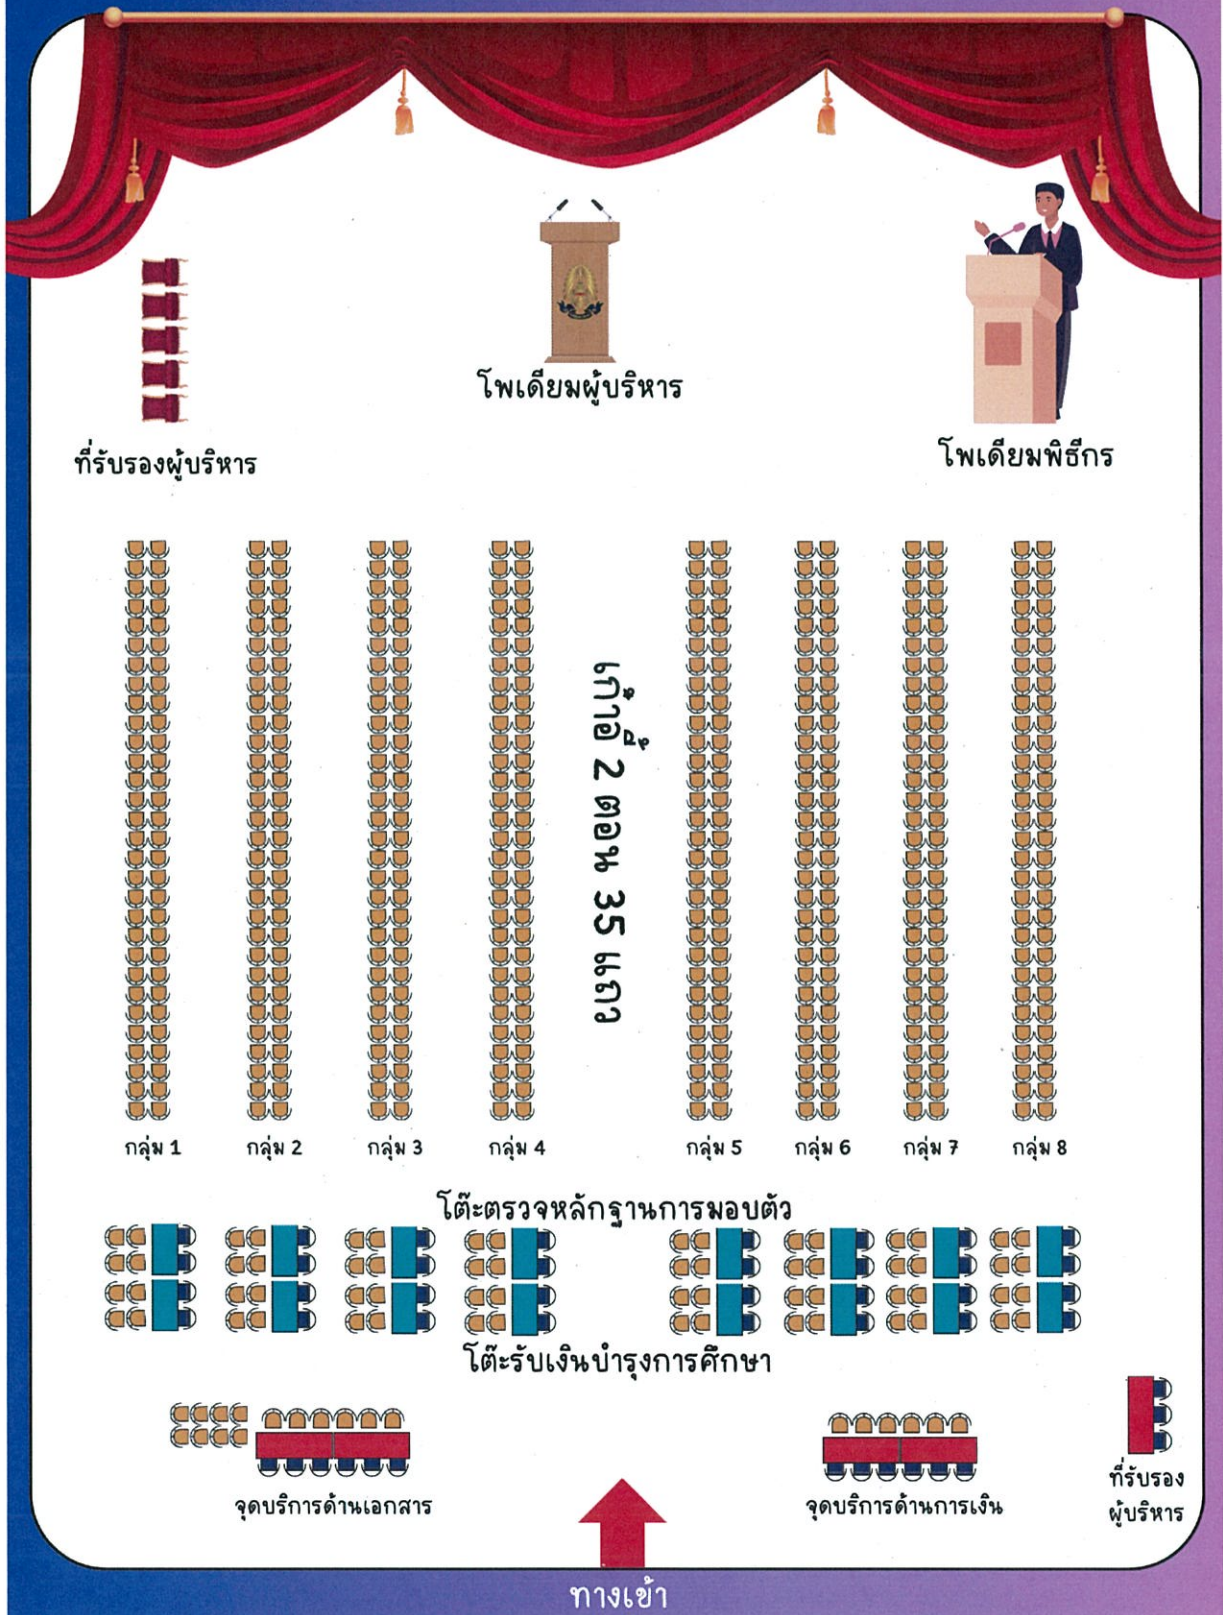 โพเดียมผู้บริหาร
ที่รับรองผู้บริหาร
โพเดียมพิธีกร
เก้าอี้ 2 ตอน 35 แถว
กลุ่ม 1
กลุ่ม 2
กลุ่ม 3
กลุ่ม 4
กลุ่ม 5
กลุ่ม 6
กลุ่ม 7
กลุ่ม 8
โต๊ะตรวจหลักฐานการมอบตัว
โต๊ะรับเงินบำรุงการศึกษา
จุดบริการด้านเอกสาร
จุดบริการด้านการเงิน
ที่รับรอง
ผู้บริหาร
ทางเข้า